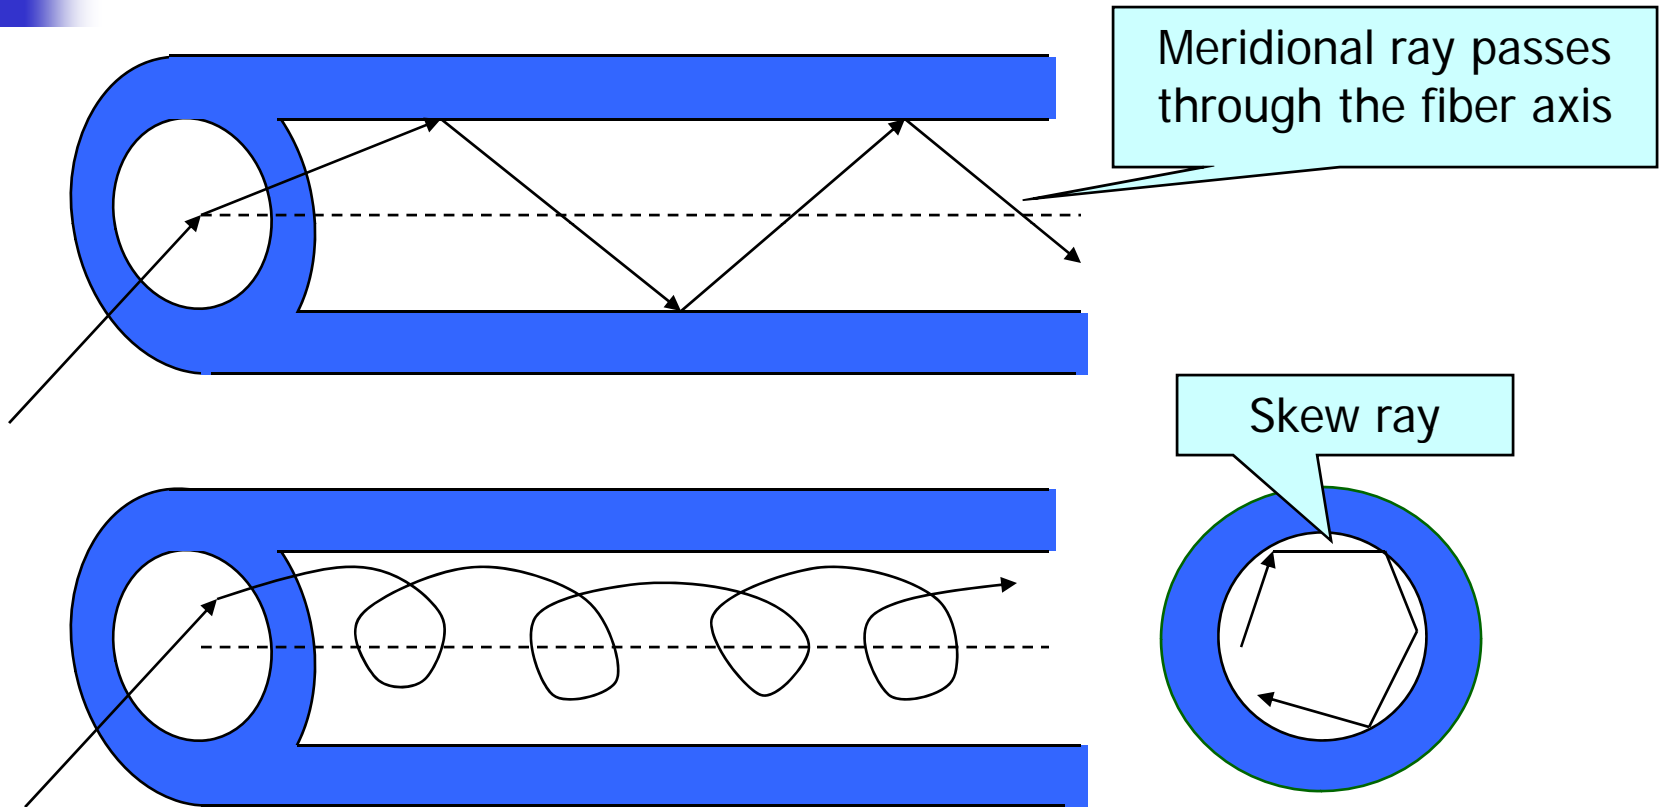 Meridional ray passes
through the fiber axis
Skew ray